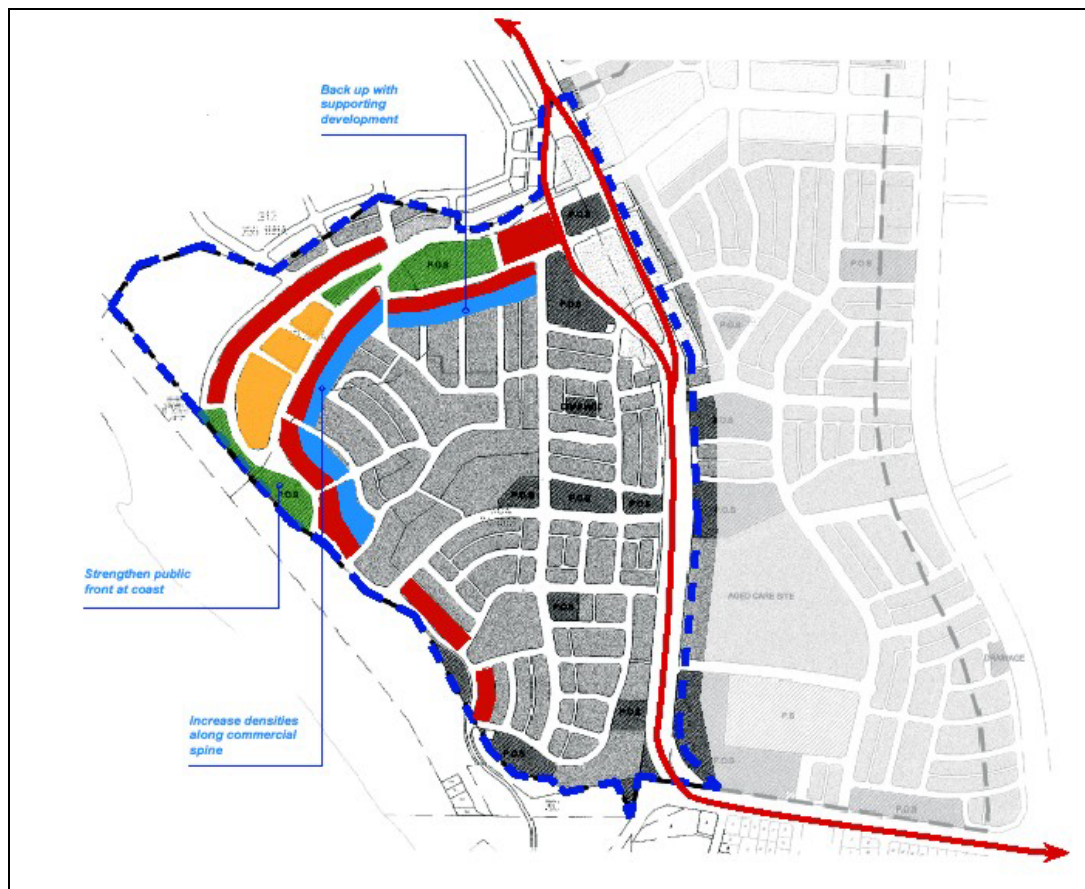 Back up with
supporting
development
P.O.S
P.O.S
P.O.S
P.O.S
P.O.S
P.O.S
P.O.S
P.O.S
P.O.S
P.O.S
P.O.S
Strengthen public
front at coast
P.O.S
AGED CARE SITE
DRAINAGE
Increase densities
along commercial
spine
P.O.S
P.S
P.O.S
P.O.S
P.O.S